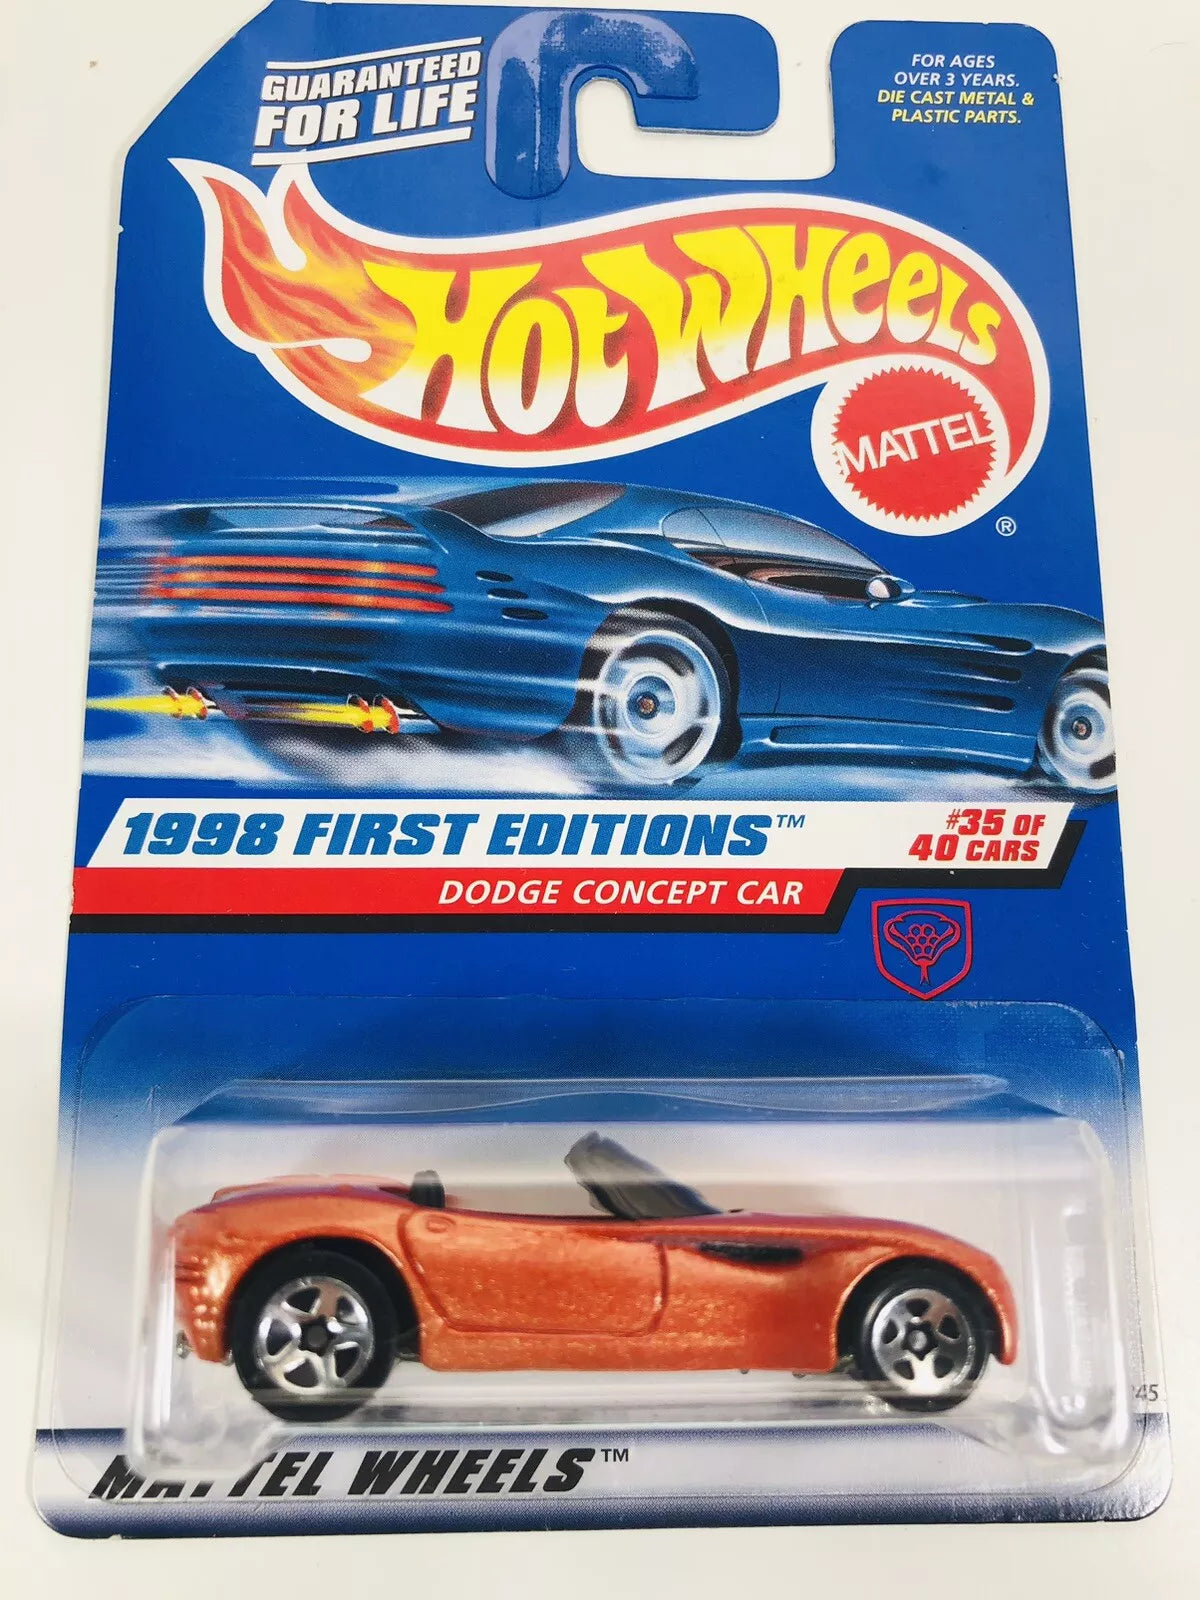 GUARANTEED
FOR LIFE
FOR AGES
OVER 3 YEARS.
DIE CAST METAL &
PLASTIC PARTS.
HOT WHEELS
MATTEL
®
1998 FIRST EDITIONS™
#35 OF
40 CARS
DODGE CONCEPT CAR
45
MATTEL WHEELS™